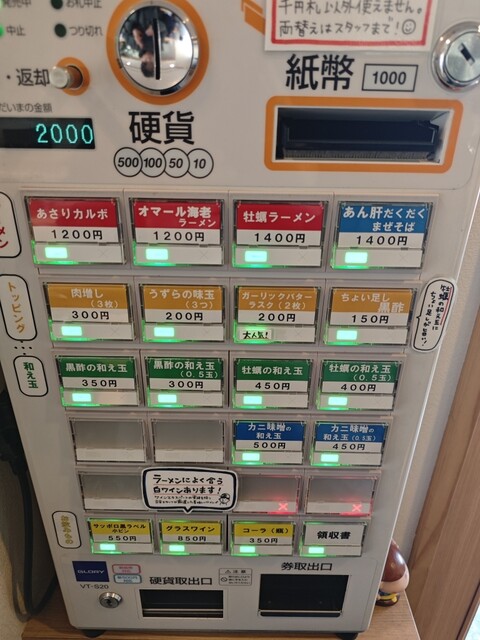 千円札以外使えません。
両替えはスタッフまで!
発売中
お札中止
中止
つり切れ
・返却
だいまの金額
2000
硬貨
500 100 50 10
紙幣 1000
トッピング
和え玉
あさりカルボ
1200円
オマール海老
ラーメン
1200円
牡蠣ラーメン
1400円
あん肝だくだく
まぜそば
1400円
肉増し
(3枚)
300円
うずらの味玉
(3つ)
200円
ガーリックバター
ラスク(2枚)
200円
大人気!
ちょい足し
黒酢
150円
黒酢の和え玉
350円
黒酢の和え玉
(0.5玉)
300円
牡蠣の和え玉
450円
牡蠣の和え玉
(0.5玉)
400円
カニ味噌の
和え玉
500円
カニ味噌の
和え玉(0.5玉)
450円
ラーメンによく合う
白ワインあります!
サッポロ黒ラベル
小ビン
550円
グラスワイン
850円
コーラ(瓶)
350円
領収書
GLORY
VT-S20
硬貨取出口
注意
券取出口